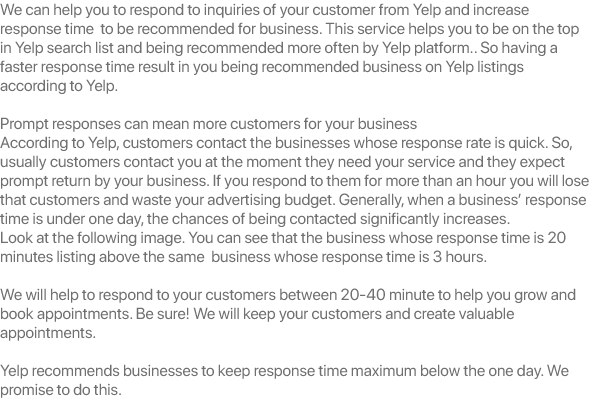 We can help you to respond to inquiries of your customer from Yelp and increase
response time  to be recommended for business. This service helps you to be on the top
in Yelp search list and being recommended more often by Yelp platform.. So having a
faster response time result in you being recommended business on Yelp listings
according to Yelp.

Prompt responses can mean more customers for your business
According to Yelp, customers contact the businesses whose response rate is quick. So,
usually customers contact you at the moment they need your service and they expect
prompt return by your business. If you respond to them for more than an hour you will lose
that customers and waste your advertising budget. Generally, when a business’ response
time is under one day, the chances of being contacted significantly increases.
Look at the following image. You can see that the business whose response time is 20
minutes listing above the same  business whose response time is 3 hours.

We will help to respond to your customers between 20-40 minute to help you grow and
book appointments. Be sure! We will keep your customers and create valuable
appointments.

Yelp recommends businesses to keep response time maximum below the one day. We
promise to do this.